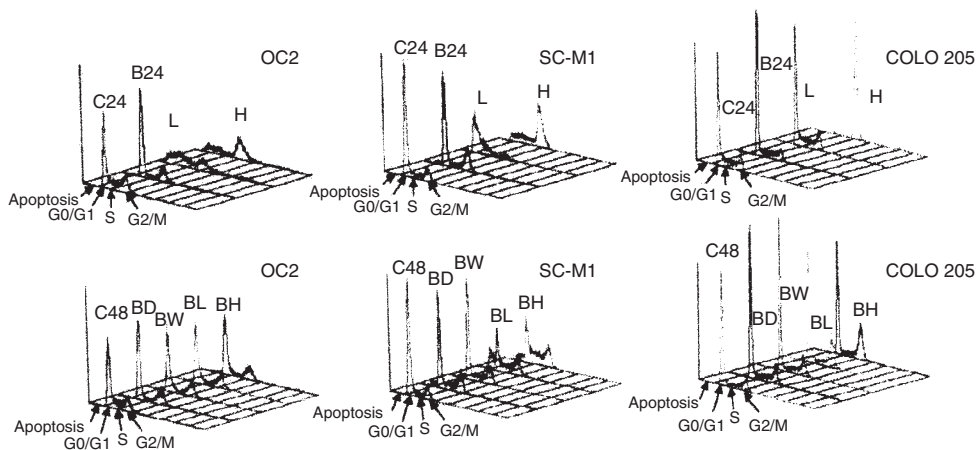 OC2
C24
B24
L
H
Apoptosis
G0/G1
S
G2/M
SC-M1
C24
B24
L
H
Apoptosis
G0/G1
S
G2/M
COLO 205
C24
B24
L
H
Apoptosis
G0/G1
S
G2/M
OC2
C48
BD
BW
BL
BH
Apoptosis
G0/G1
S
G2/M
SC-M1
C48
BD
BW
BL
BH
Apoptosis
G0/G1
S
G2/M
COLO 205
C48
BD
BW
BL
BH
Apoptosis
G0/G1
S
G2/M